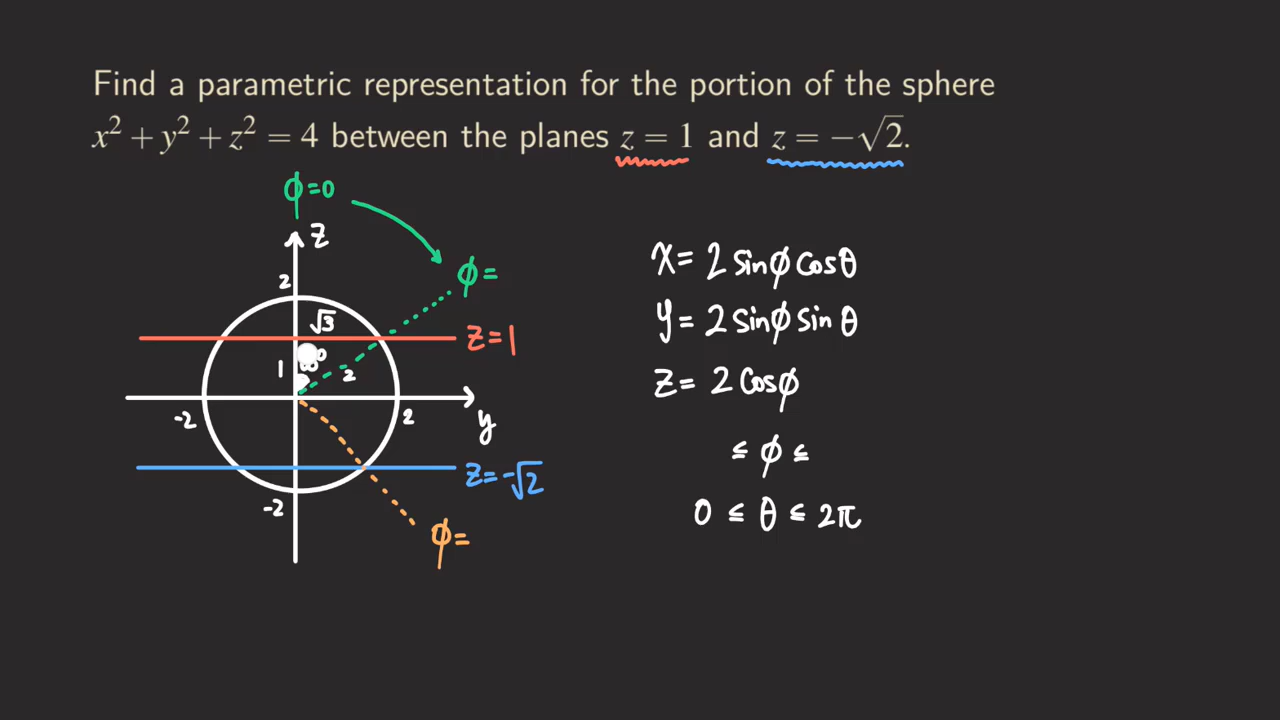 Find a parametric representation for the portion of the sphere
x² + y² + z² = 4 between the planes z = 1 and z = −√2.
ϕ=0
z
ϕ=
2
√3
z=1
1
2
-2
2
y
z=-√2
-2
ϕ=
x= 2 sinϕ cosθ
y= 2 sinϕ sin θ
z= 2 cosϕ
≤ ϕ ≤
0 ≤ θ ≤ 2π